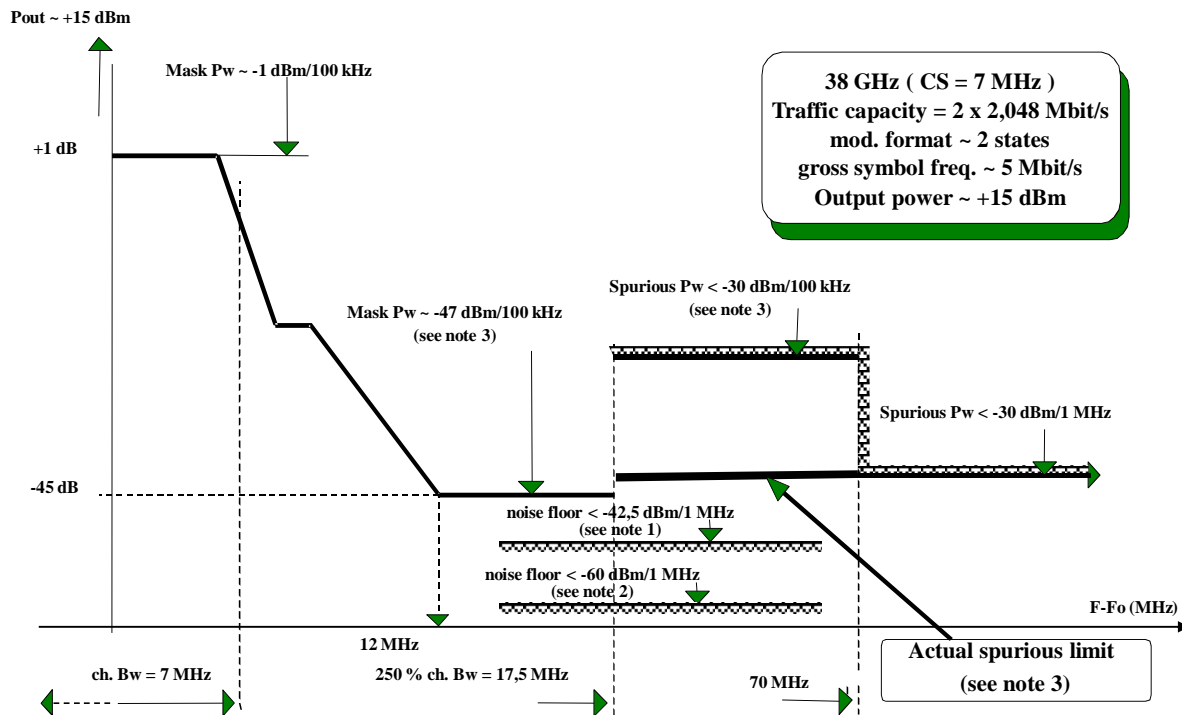 Pout ~ +15 dBm
Mask Pw ~ -1 dBm/100 kHz
38 GHz ( CS = 7 MHz )
Traffic capacity = 2 x 2,048 Mbit/s
mod. format ~ 2 states
gross symbol freq. ~ 5 Mbit/s
Output power ~ +15 dBm
+1 dB
Spurious Pw < -30 dBm/100 kHz
(see note 3)
Mask Pw ~ -47 dBm/100 kHz
(see note 3)
Spurious Pw < -30 dBm/1 MHz
-45 dB
noise floor < -42,5 dBm/1 MHz
(see note 1)
noise floor < -60 dBm/1 MHz
(see note 2)
F-Fo (MHz)
12 MHz
ch. Bw = 7 MHz
250 % ch. Bw = 17,5 MHz
70 MHz
Actual spurious limit
(see note 3)